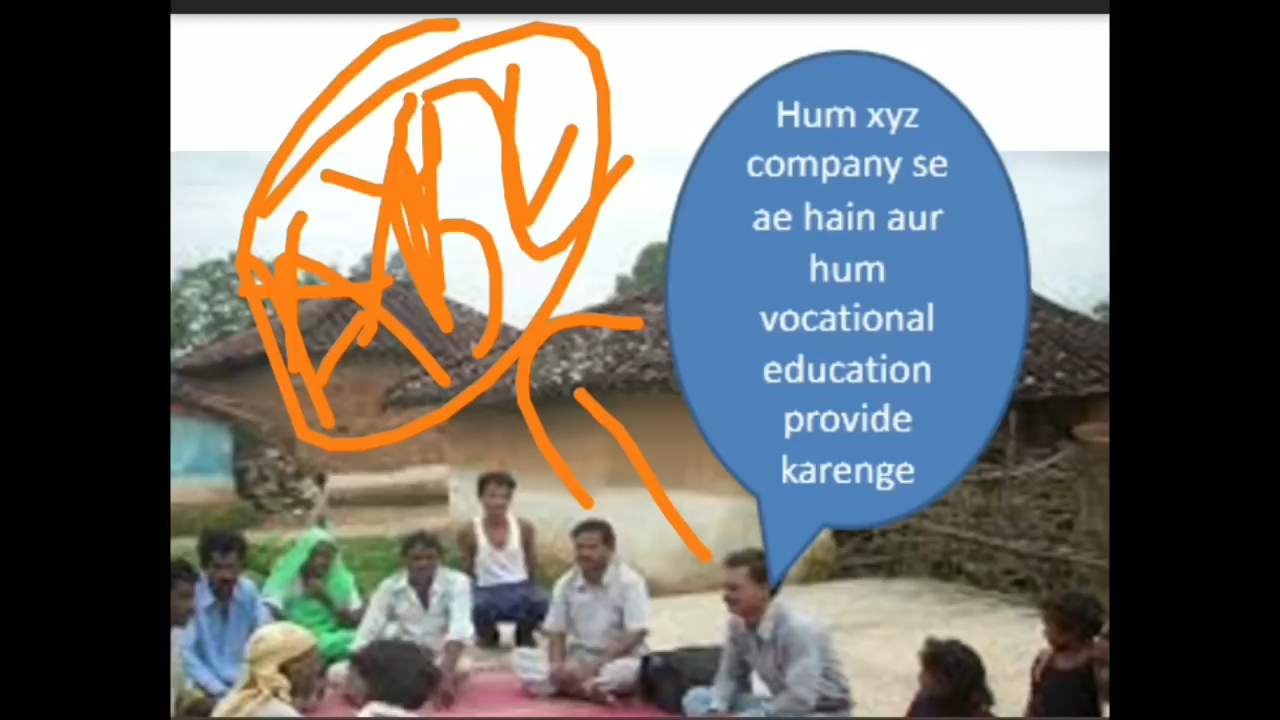 Hum xyz
company se
ae hain aur
hum
vocational
education
provide
karenge